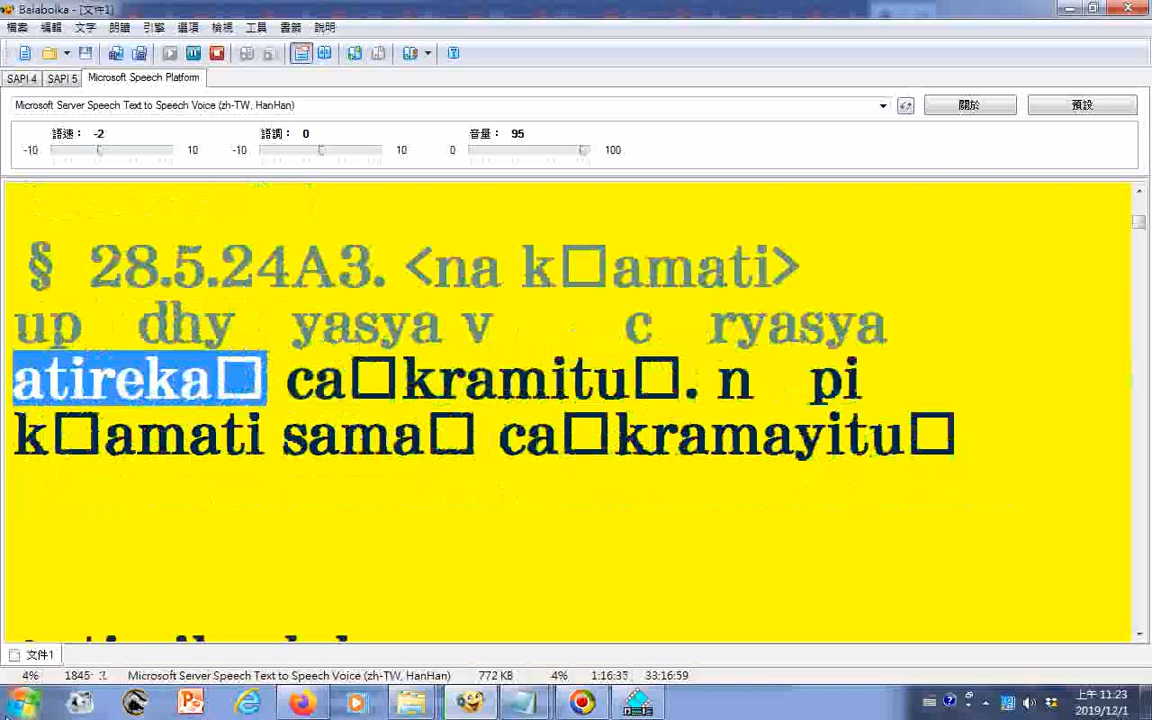 Balabolka - [文件1]
檔案 編輯 文字 朗讀 引擎 選項 檢視 工具 書籤 說明
SAPI 4 SAPI 5 Microsoft Speech Platform
Microsoft Server Speech Text to Speech Voice (zh-TW, HanHan) 關於 預設
語速： -2 語調： 0 音量： 95
-10 10 -10 10 0 100
§ 28.5.24A3. <na k□amati>
up dhy yasya v c ryasya
atireka□ ca□kramitu□. n pi
k□amati sama□ ca□kramayitu□
文件1
4% 1845 Microsoft Server Speech Text to Speech Voice (zh-TW, HanHan) 772 KB 4% 1:16:33 33:16:59
上午 11:23
2019/12/1